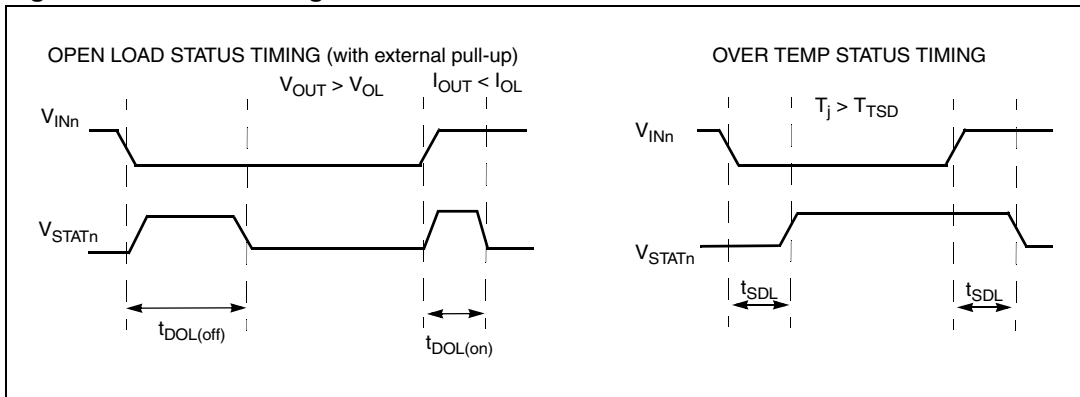 OPEN LOAD STATUS TIMING (with external pull-up)
V_OUT > V_OL
I_OUT < I_OL
V_INn
V_STATn
t_DOL(off)
t_DOL(on)
OVER TEMP STATUS TIMING
T_j > T_TSD
V_INn
V_STATn
t_SDL
t_SDL